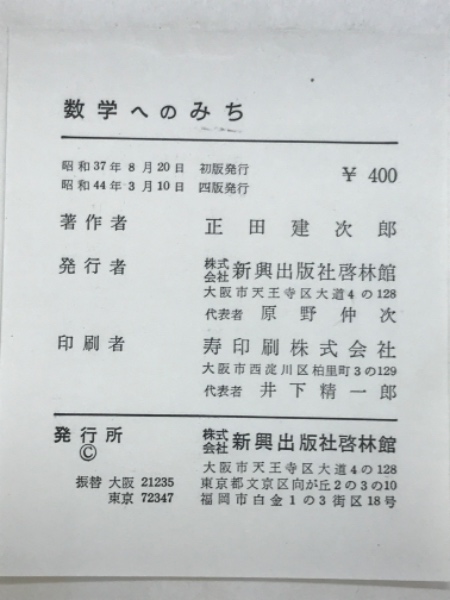 数学へのみち
昭和37年8月20日 初版発行
昭和44年3月10日 四版発行
¥ 400
著作者 正田建次郎
発行者 株式会社 新興出版社啓林館
大阪市天王寺区大道4の128
代表者 原野仲次
印刷者 寿印刷株式会社
大阪市西淀川区柏里町3の129
代表者 井下精一郎
発行所 株式会社 新興出版社啓林館
©
大阪市天王寺区大道4の128
振替 大阪 21235 東京都文京区向が丘2の3の10
東京 72347 福岡市白金1の3街区18号